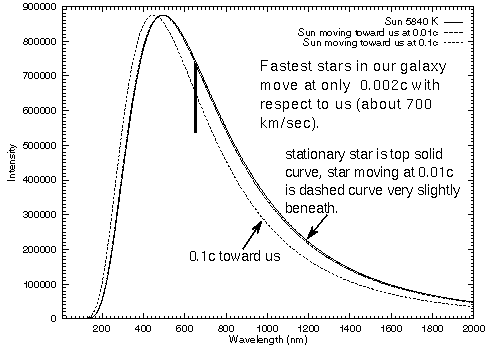 900000
800000
700000
600000
500000
400000
300000
200000
100000
0
Intensity
Sun 5840 K
Sun moving toward us at 0.01c
Sun moving toward us at 0.1c
Fastest stars in our galaxy
move at only 0.002c with
respect to us (about 700
km/sec).
stationary star is top solid
curve, star moving at 0.01c
is dashed curve very slightly
beneath.
0.1c toward us
200 400 600 800 1000 1200 1400 1600 1800 2000
Wavelength (nm)